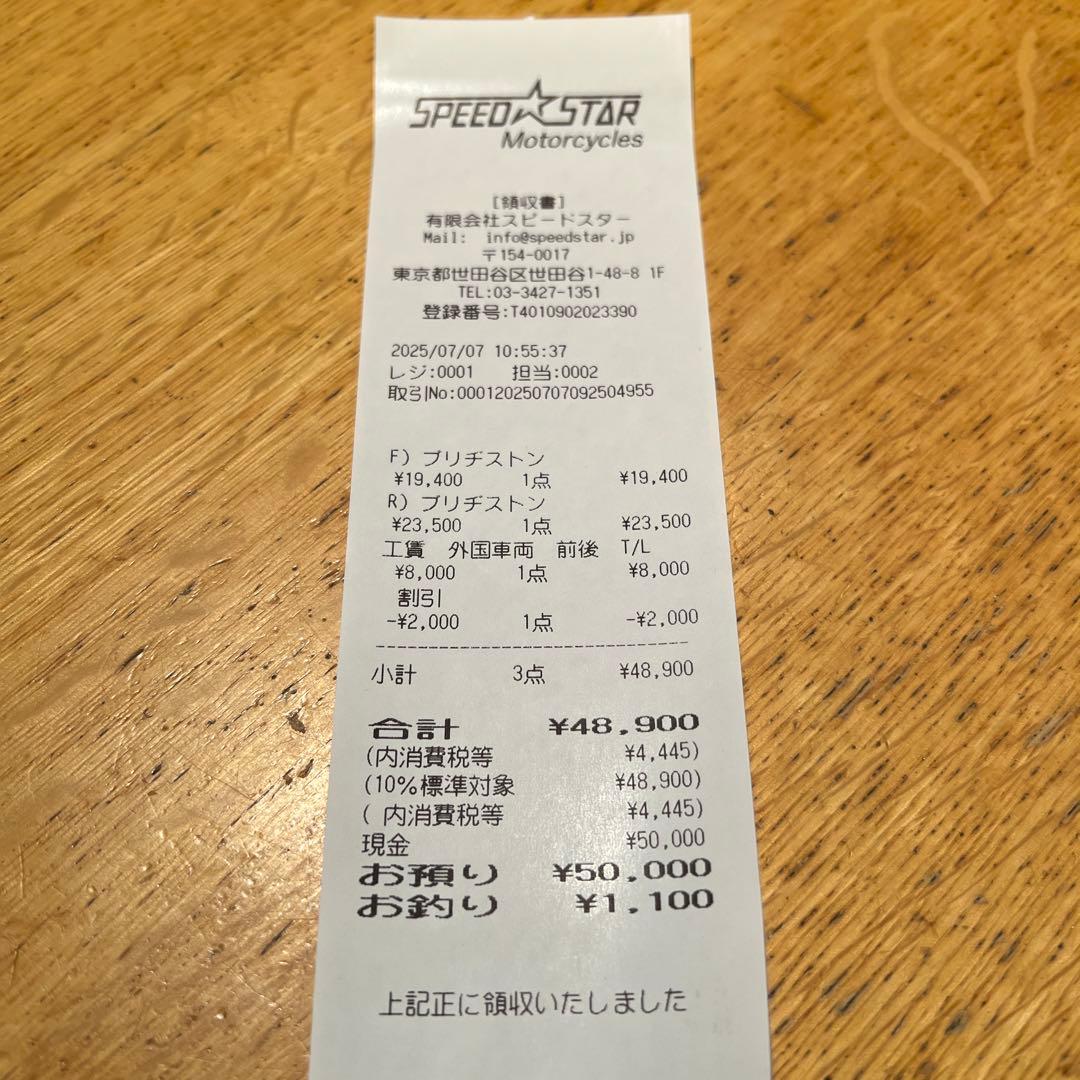 SPEED STAR
Motorcycles
[領収書]
有限会社スピードスター
Mail: info@speedstar.jp
〒154-0017
東京都世田谷区世田谷1-48-8 1F
TEL:03-3427-1351
登録番号:T4010902023390
2025/07/07 10:55:37
レジ:0001 担当:0002
取引No:000120250707092504955
F) ブリヂストン
¥19,400 1点 ¥19,400
R) ブリヂストン
¥23,500 1点 ¥23,500
工賃 外国車両 前後 T/L
¥8,000 1点 ¥8,000
割引
-¥2,000 1点 -¥2,000
小計 3点 ¥48,900
合計 ¥48,900
(内消費税等 ¥4,445)
(10%標準対象 ¥48,900)
( 内消費税等 ¥4,445)
現金 ¥50,000
お預り ¥50,000
お釣り ¥1,100
上記正に領収いたしました